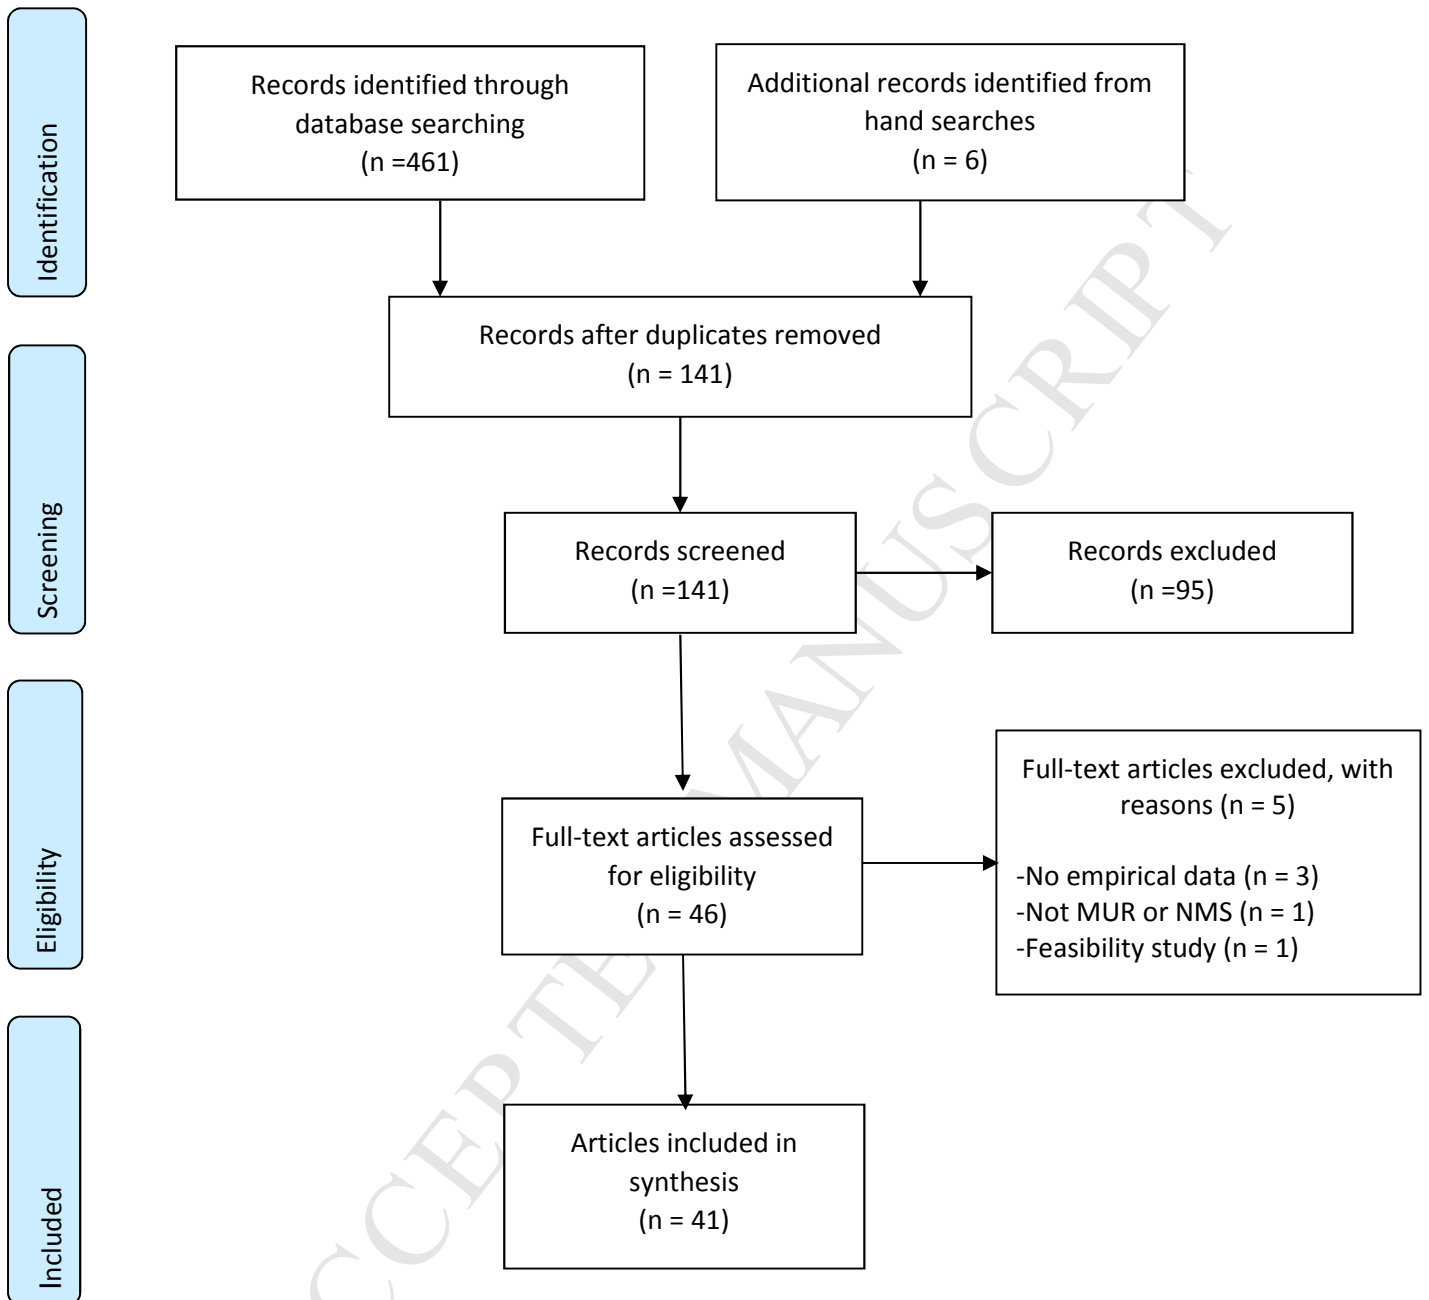 Identification
Records identified through
database searching
(n =461)
Additional records identified from
hand searches
(n = 6)
Records after duplicates removed
(n = 141)
Screening
Records screened
(n =141)
Records excluded
(n =95)
Eligibility
Full-text articles assessed
for eligibility
(n = 46)
Full-text articles excluded, with
reasons (n = 5)
-No empirical data (n = 3)
-Not MUR or NMS (n = 1)
-Feasibility study (n = 1)
Included
Articles included in
synthesis
(n = 41)
CCEPTE MANUSCRIPT